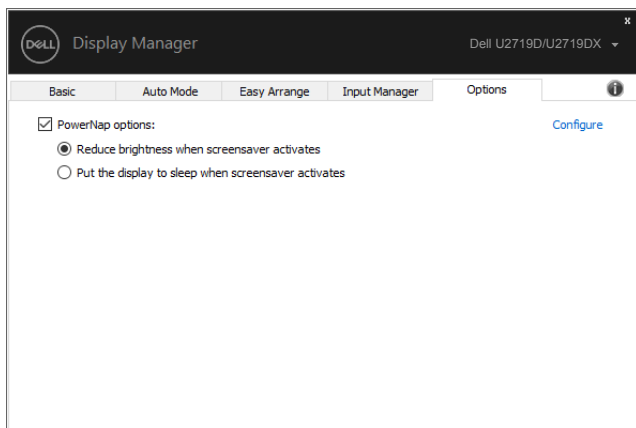 x
DELL Display Manager Dell U2719D/U2719DX
Basic Auto Mode Easy Arrange Input Manager Options i
PowerNap options: Configure
Reduce brightness when screensaver activates
Put the display to sleep when screensaver activates